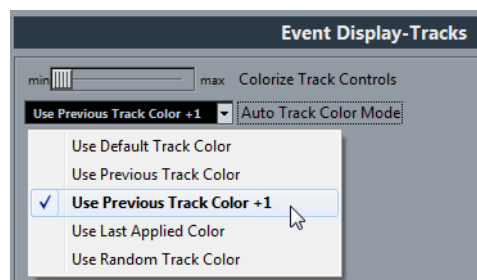 Event Display-Tracks
min max Colorize Track Controls
Use Previous Track Color +1 Auto Track Color Mode
Use Default Track Color
Use Previous Track Color
Use Previous Track Color +1
Use Last Applied Color
Use Random Track Color